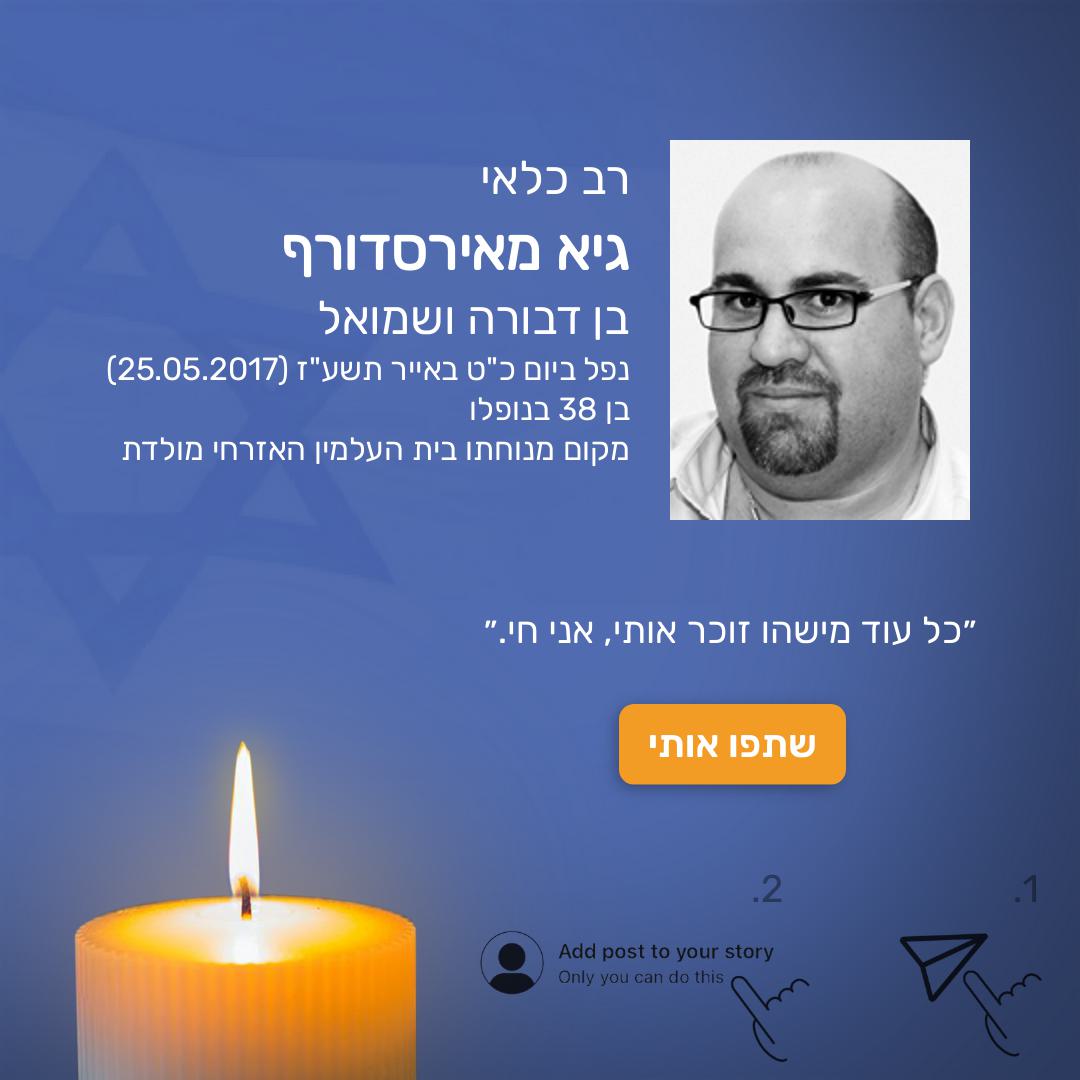 רב כלאי
גיא מאירסדורף
בן דבורה ושמואל
נפל ביום כ"ט באייר תשע"ז (25.05.2017)
בן 38 בנופלו
מקום מנוחתו בית העלמין האזרחי מולדת
״כל עוד מישהו זוכר אותי, אני חי.״
שתפו אותי
1.
2.
Add post to your story
Only you can do this